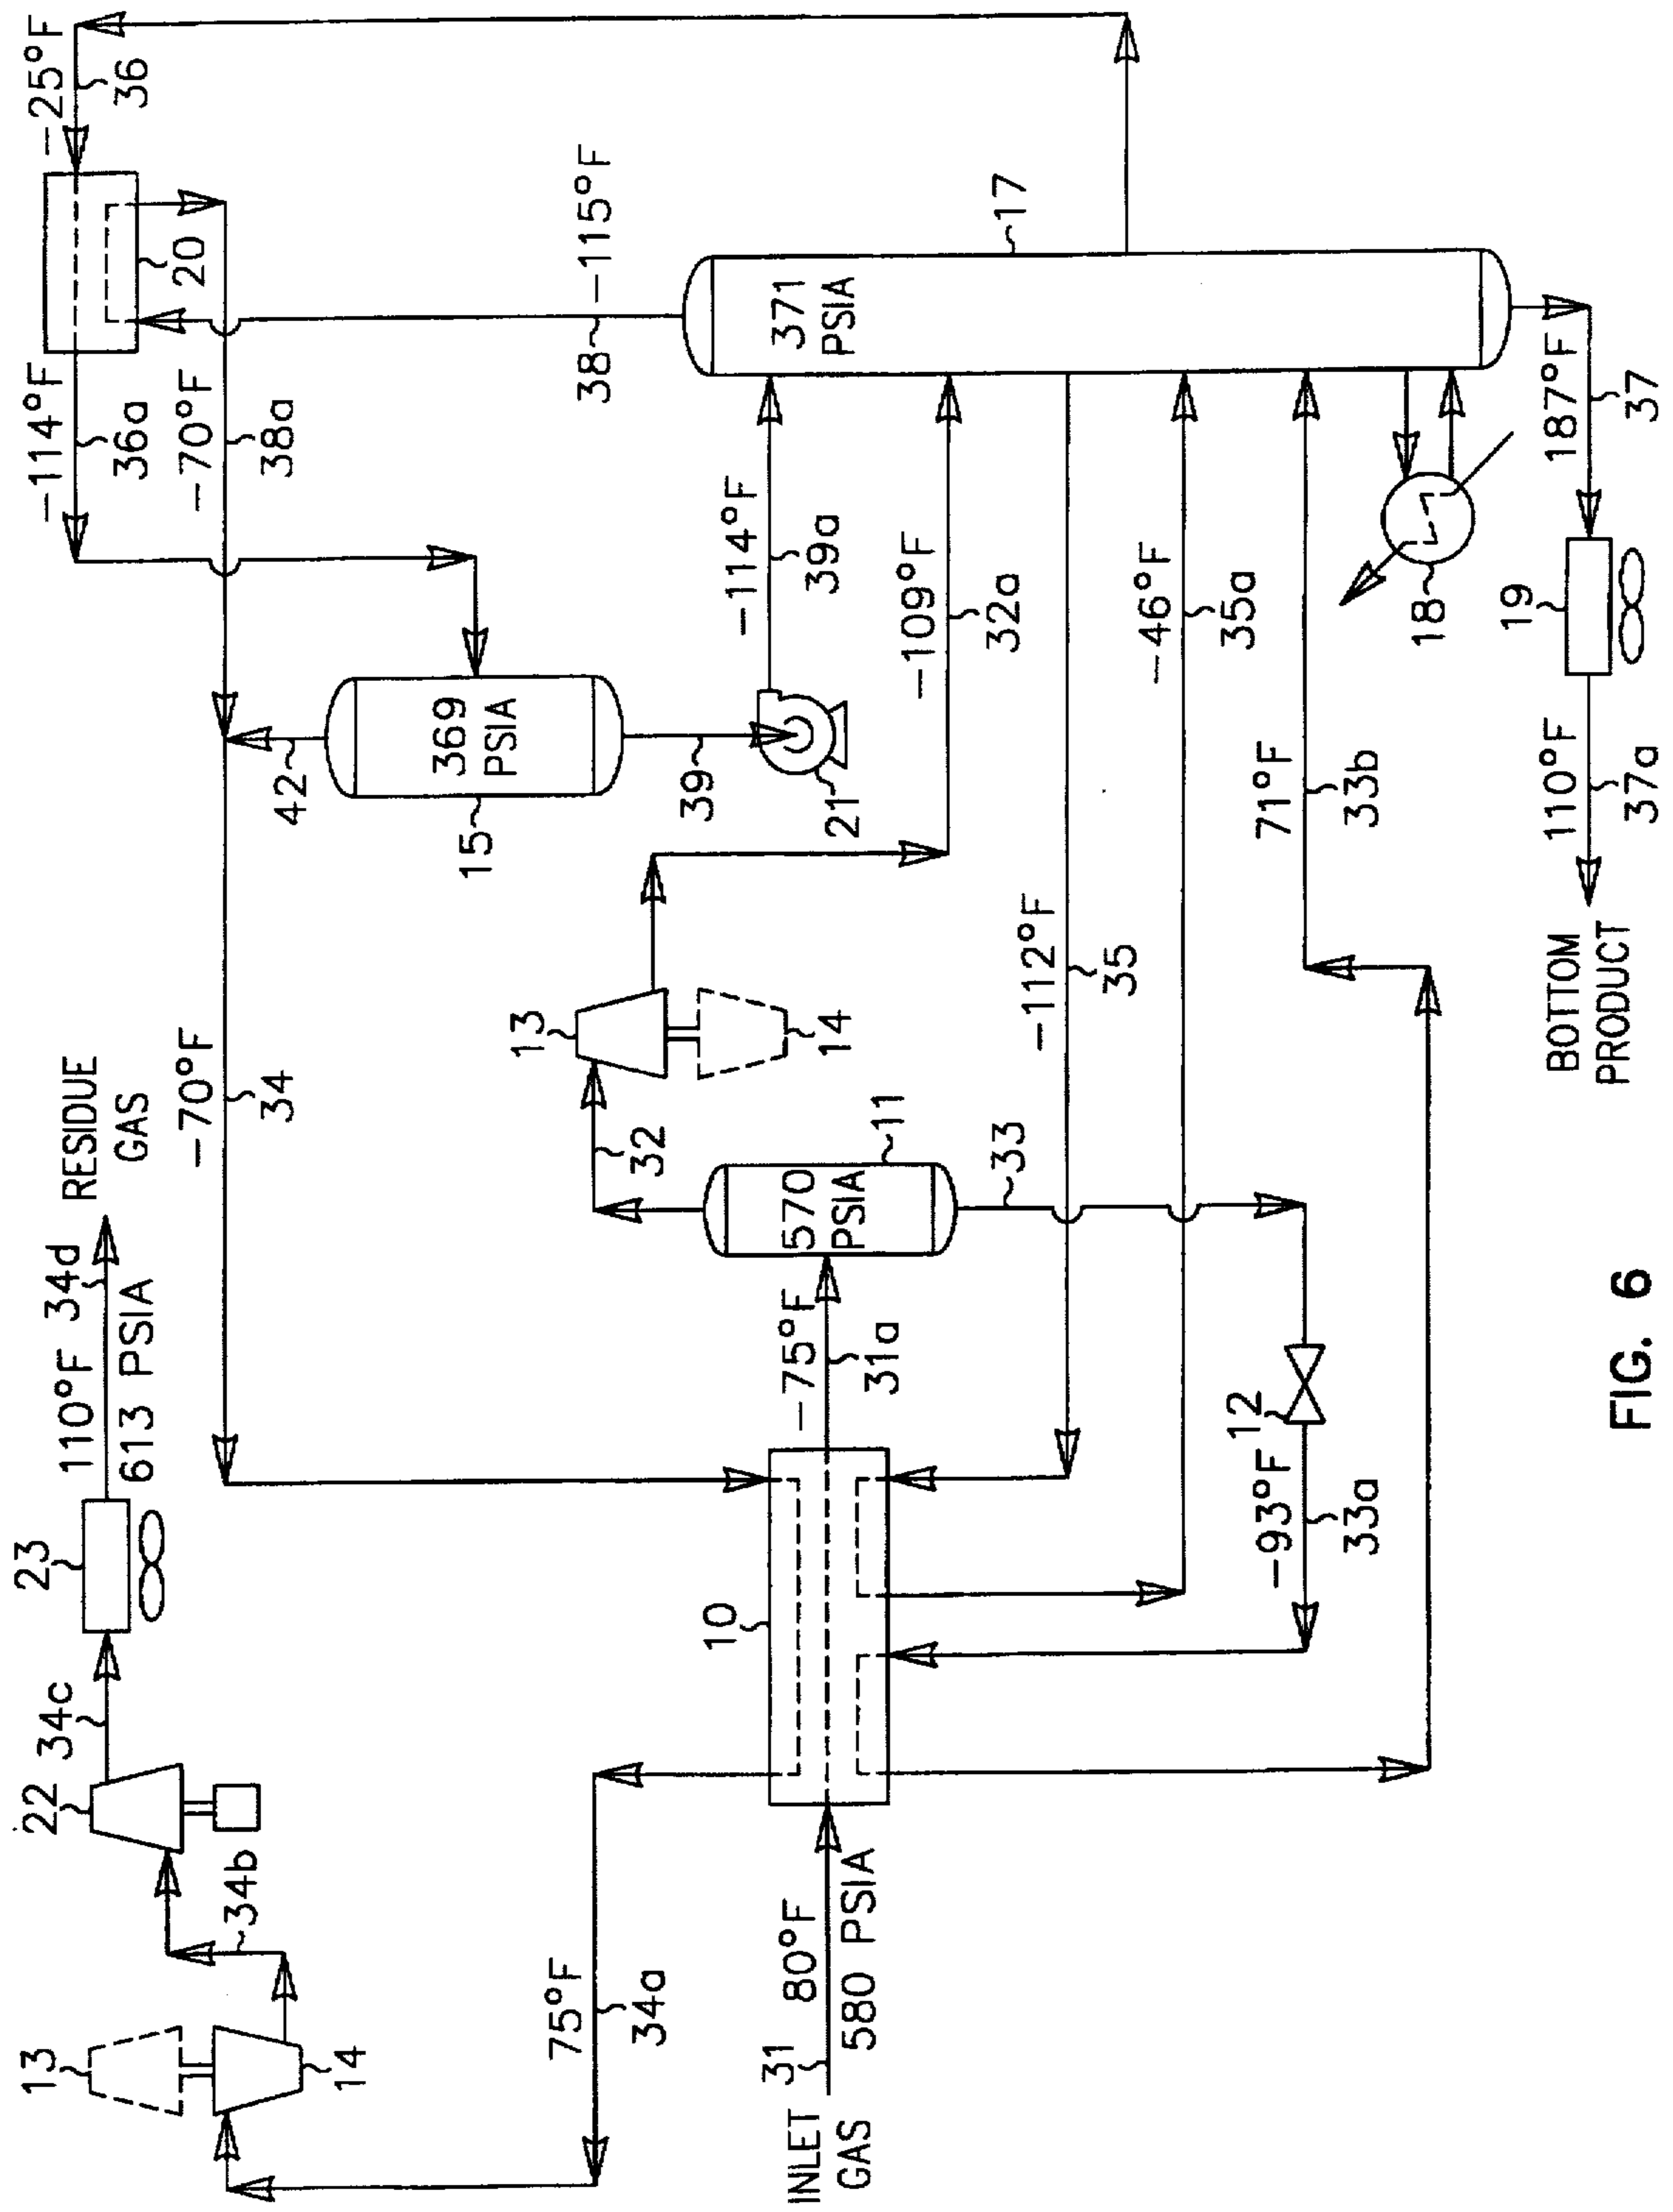 13
22
23
110°F 34d
613 PSIA
RESIDUE
GAS
34c
34b
14
-70°F
34
-114°F
36a
-25°F
36
-70°F
38a
20
75°F
34a
42
369
PSIA
15
39
21
13
14
32
-114°F
39a
38
-115°F
INLET
GAS
31
80°F
580 PSIA
10
-75°F
31a
570
PSIA
11
33
-109°F
32a
371
PSIA
17
-112°F
35
-46°F
35a
-93°F
33a
12
71°F
33b
18
187°F
37
19
110°F
37a
BOTTOM
PRODUCT
FIG. 6